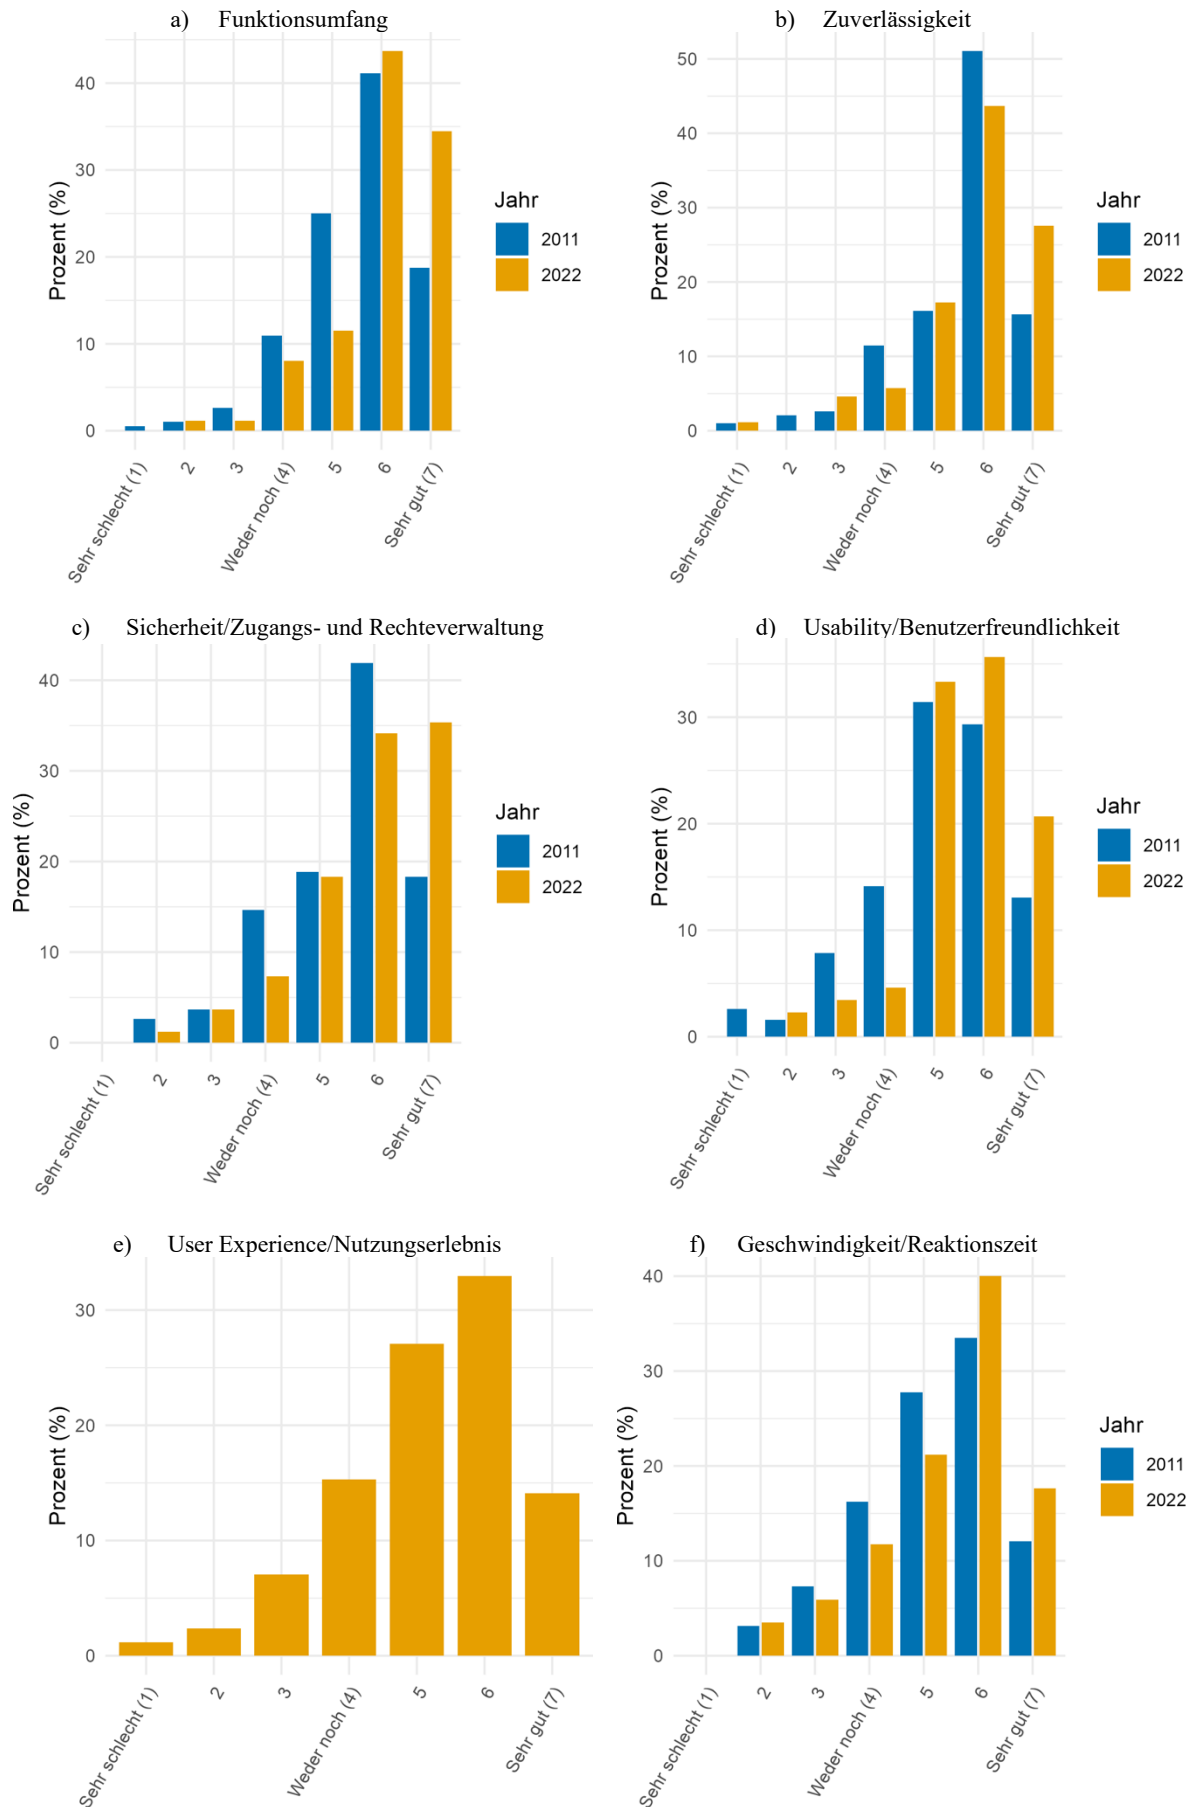 a) Funktionsumfang
40
30
20
10
0
Prozent (%)
Sehr schlecht (1)
2
3
Weder noch (4)
5
6
Sehr gut (7)
Jahr
2011
2022
b) Zuverlässigkeit
50
40
30
20
10
0
Prozent (%)
Sehr schlecht (1)
2
3
Weder noch (4)
5
6
Sehr gut (7)
Jahr
2011
2022
c) Sicherheit/Zugangs- und Rechteverwaltung
40
30
20
10
0
Prozent (%)
Sehr schlecht (1)
2
3
Weder noch (4)
5
6
Sehr gut (7)
Jahr
2011
2022
d) Usability/Benutzerfreundlichkeit
30
20
10
0
Prozent (%)
Sehr schlecht (1)
2
3
Weder noch (4)
5
6
Sehr gut (7)
Jahr
2011
2022
e) User Experience/Nutzungserlebnis
30
20
10
0
Prozent (%)
Sehr schlecht (1)
2
3
Weder noch (4)
5
6
Sehr gut (7)
f) Geschwindigkeit/Reaktionszeit
40
30
20
10
0
Prozent (%)
Sehr schlecht (1)
2
3
Weder noch (4)
5
6
Sehr gut (7)
Jahr
2011
2022